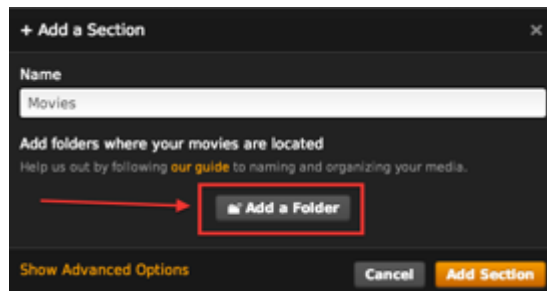 + Add a Section
Name
Movies
Add folders where your movies are located
Help us out by following our guide to naming and organizing your media.
Add a Folder
Show Advanced Options
Cancel
Add Section